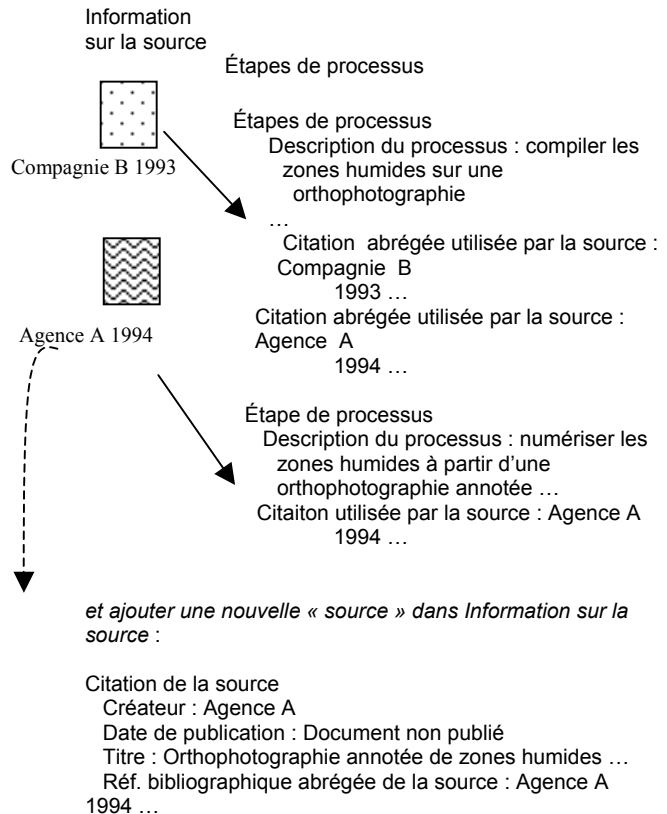 Information
sur la source
Étapes de processus
Étapes de processus
Description du processus : compiler les
zones humides sur une
orthophotographie
…
Compagnie B 1993
Citation abrégée utilisée par la source :
Compagnie B
1993 …
Citation abrégée utilisée par la source :
Agence A
1994 …
Agence A 1994
Étape de processus
Description du processus : numériser les
zones humides à partir d’une
orthophotographie annotée …
Citaiton utilisée par la source : Agence A
1994 …
et ajouter une nouvelle « source » dans Information sur la
source :
Citation de la source
Créateur : Agence A
Date de publication : Document non publié
Titre : Orthophotographie annotée de zones humides …
Réf. bibliographique abrégée de la source : Agence A
1994 …